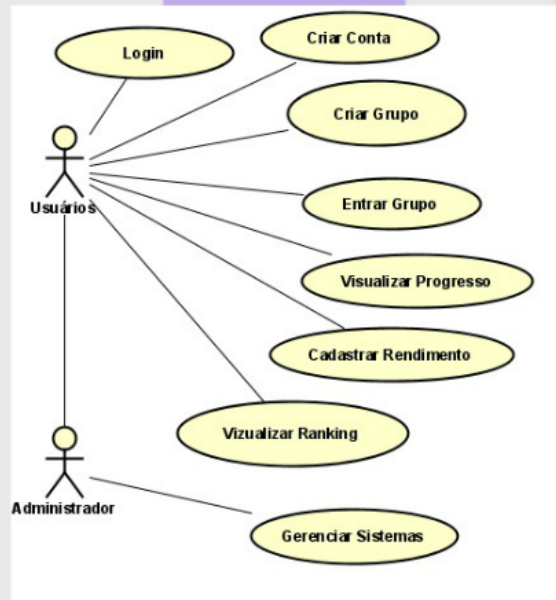 Login
Criar Conta
Criar Grupo
Usuários
Entrar Grupo
Visualizar Progresso
Cadastrar Rendimento
Vizualizar Ranking
Administrador
Gerenciar Sistemas